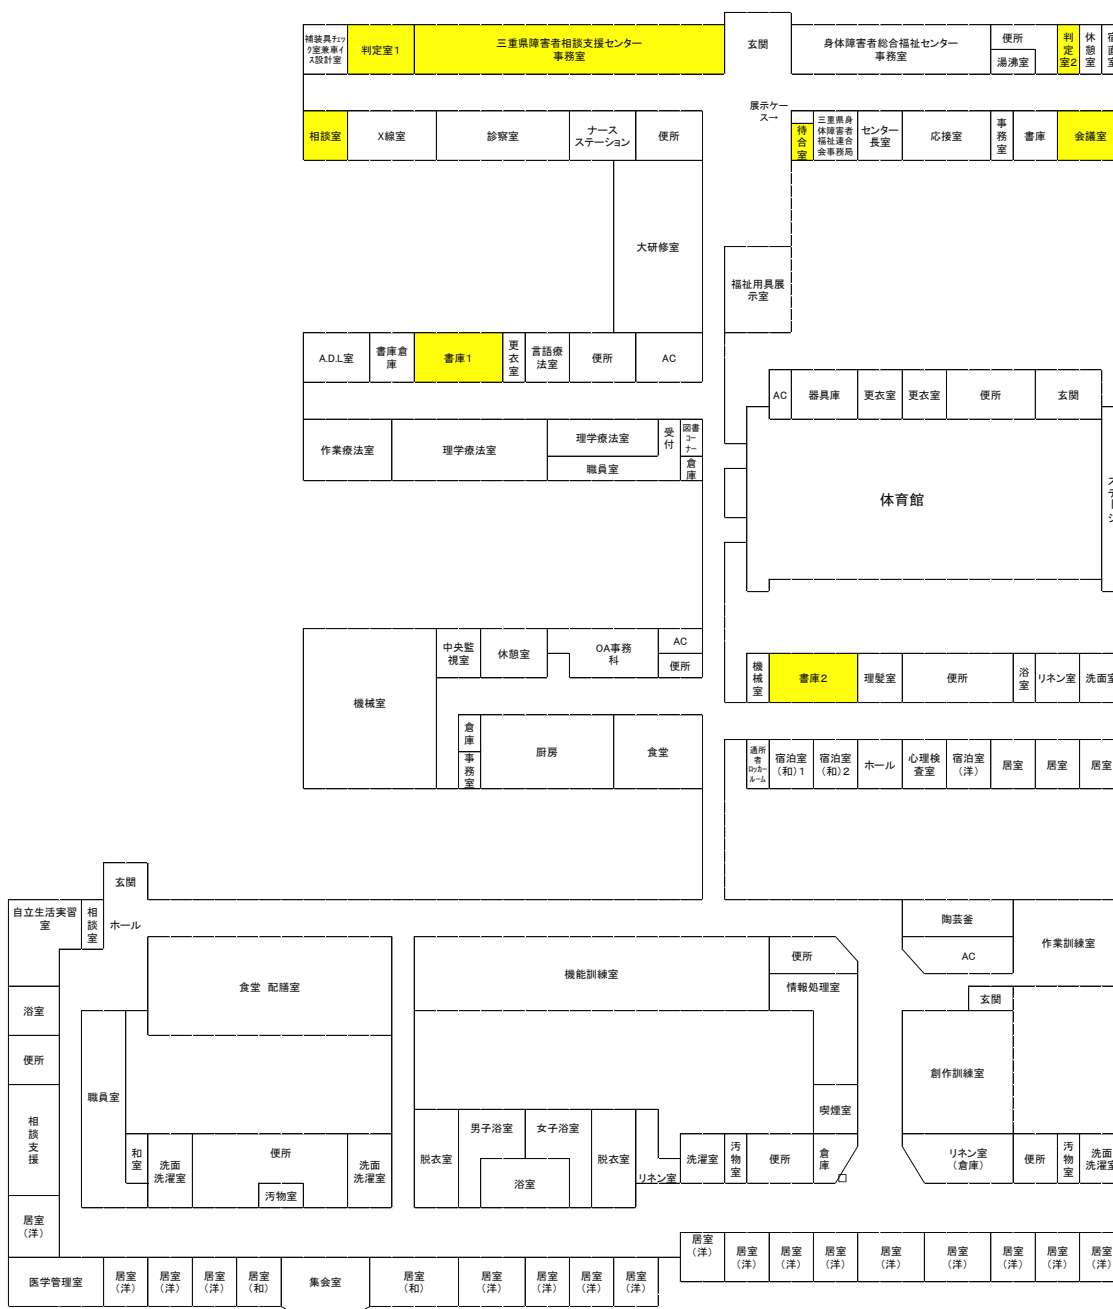 補装具チェッ
ク室兼車イ
ス設計室
判定室1
三重県障害者相談支援センター
事務室
玄関
身体障害者総合福祉センター
事務室
便所
湯沸室
判定室2
休憩室
相談室
X線室
診察室
ナース
ステーション
便所
展示ケー
ス→
待合室
三重県身
体障害者
福祉連合
会事務局
センター
長室
応接室
事務室
書庫
会議室
大研修室
福祉用具展
示室
A.D.L室
書庫倉
庫
書庫1
更衣室
言語療
法室
便所
AC
AC
器具庫
更衣室
更衣室
便所
玄関
作業療法室
理学療法室
理学療法室
職員室
受付
図書
コー
ナー
倉庫
体育館
中央監
視室
休憩室
OA事務
科
AC
便所
機械室
機械室
書庫2
理髪室
便所
浴室
リネン室
洗面室
倉庫
事務室
厨房
食堂
通所
者
ロッカー
ルーム
宿泊室
(和)1
宿泊室
(和)2
ホール
心理検
査室
宿泊室
(洋)
居室
居室
居室
玄関
自立生活実習
室
相談室
ホール
陶芸釜
AC
作業訓練室
食堂 配膳室
機能訓練室
便所
情報処理室
浴室
玄関
便所
職員室
創作訓練室
喫煙室
相談支援
和室
洗面
洗濯室
便所
汚物室
洗面
洗濯室
脱衣室
男子浴室
女子浴室
浴室
脱衣室
リネン室
洗濯室
汚物室
便所
倉庫
リネン室
(倉庫)
便所
汚物室
洗面
洗濯室
居室
(洋)
居室
(洋)
居室
(洋)
居室
(洋)
居室
(洋)
居室
(洋)
居室
(洋)
居室
(洋)
居室
(洋)
居室
(洋)
医学管理室
居室
(洋)
居室
(洋)
居室
(洋)
居室
(和)
集会室
居室
(和)
居室
(洋)
居室
(洋)
居室
(洋)
居室
(洋)